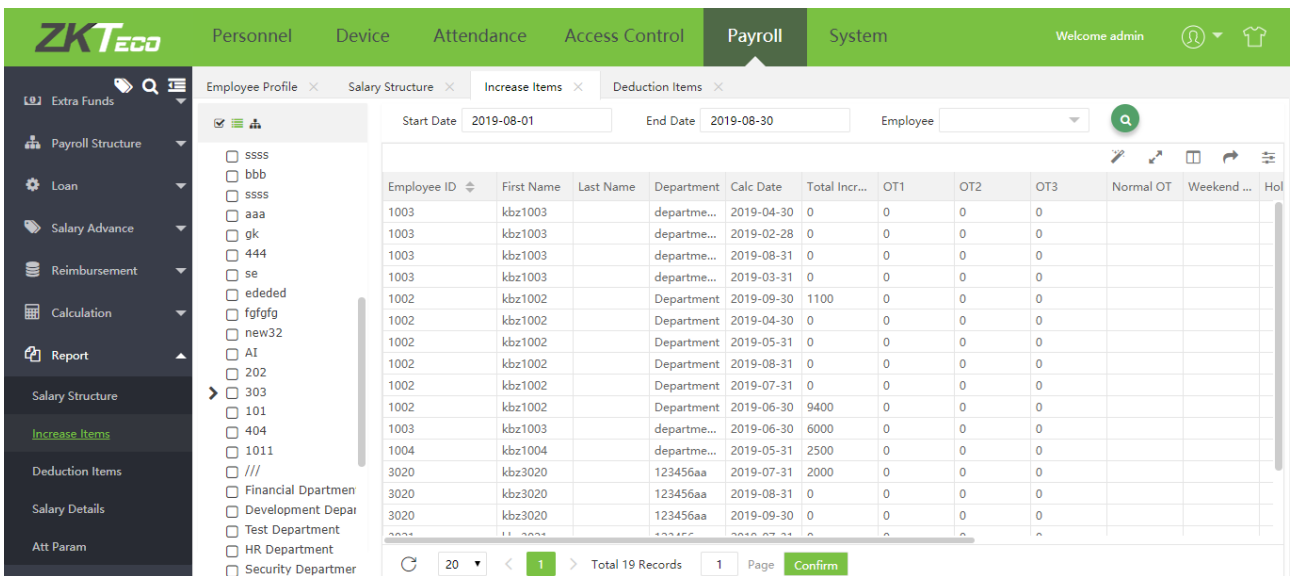 ZKTeco
Personnel Device Attendance Access Control Payroll System Welcome admin
Extra Funds
Payroll Structure
Loan
Salary Advance
Reimbursement
Calculation
Report
Salary Structure
Increase Items
Deduction Items
Salary Details
Att Param
Employee Profile Salary Structure Increase Items Deduction Items
ssss
bbb
ssss
aaa
gk
444
se
ededed
fgfgfg
new32
AI
202
303
101
404
1011
///
Financial Dpartmen
Development Depar
Test Department
HR Department
Security Departmer
Start Date 2019-08-01 End Date 2019-08-30 Employee
Employee ID First Name Last Name Department Calc Date Total Incr... OT1 OT2 OT3 Normal OT Weekend ... Hol
1003 kbz1003 departme... 2019-04-30 0 0 0 0
1003 kbz1003 departme... 2019-02-28 0 0 0 0
1003 kbz1003 departme... 2019-08-31 0 0 0 0
1003 kbz1003 departme... 2019-03-31 0 0 0 0
1002 kbz1002 Department 2019-09-30 1100 0 0 0
1002 kbz1002 Department 2019-04-30 0 0 0 0
1002 kbz1002 Department 2019-05-31 0 0 0 0
1002 kbz1002 Department 2019-08-31 0 0 0 0
1002 kbz1002 Department 2019-07-31 0 0 0 0
1002 kbz1002 Department 2019-06-30 9400 0 0 0
1003 kbz1003 departme... 2019-06-30 6000 0 0 0
1004 kbz1004 departme... 2019-05-31 2500 0 0 0
3020 kbz3020 123456aa 2019-07-31 2000 0 0 0
3020 kbz3020 123456aa 2019-08-31 0 0 0 0
3020 kbz3020 123456aa 2019-09-30 0 0 0 0
20 1 Total 19 Records 1 Page Confirm